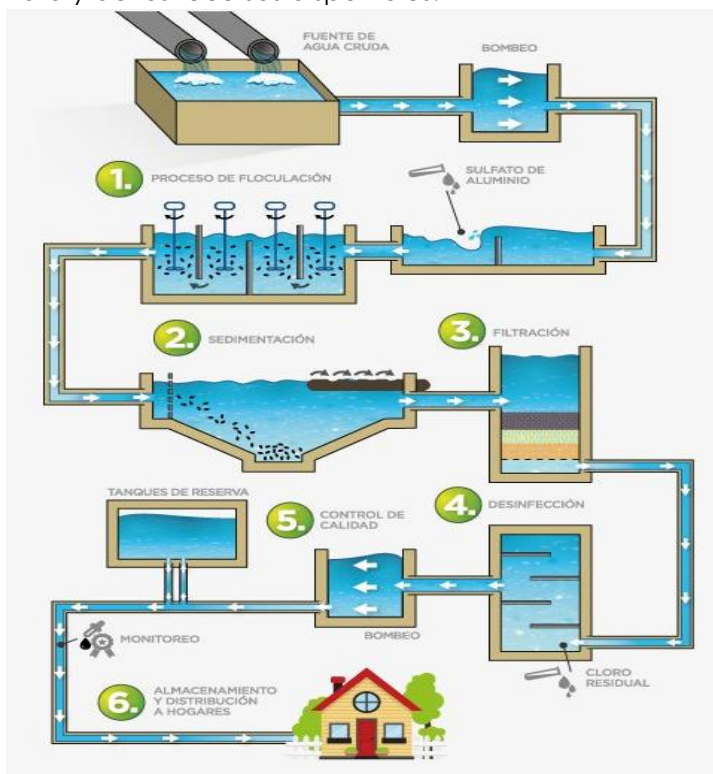 FUENTE DE
AGUA CRUDA
BOMBEO
1. PROCESO DE FLOCULACIÓN
SULFATO DE
ALUMINIO
2. SEDIMENTACIÓN
3. FILTRACIÓN
TANQUES DE RESERVA
5. CONTROL DE
CALIDAD
4. DESINFECCIÓN
BOMBEO
MONITOREO
CLORO
RESIDUAL
6. ALMACENAMIENTO
Y DISTRIBUCIÓN
A HOGARES